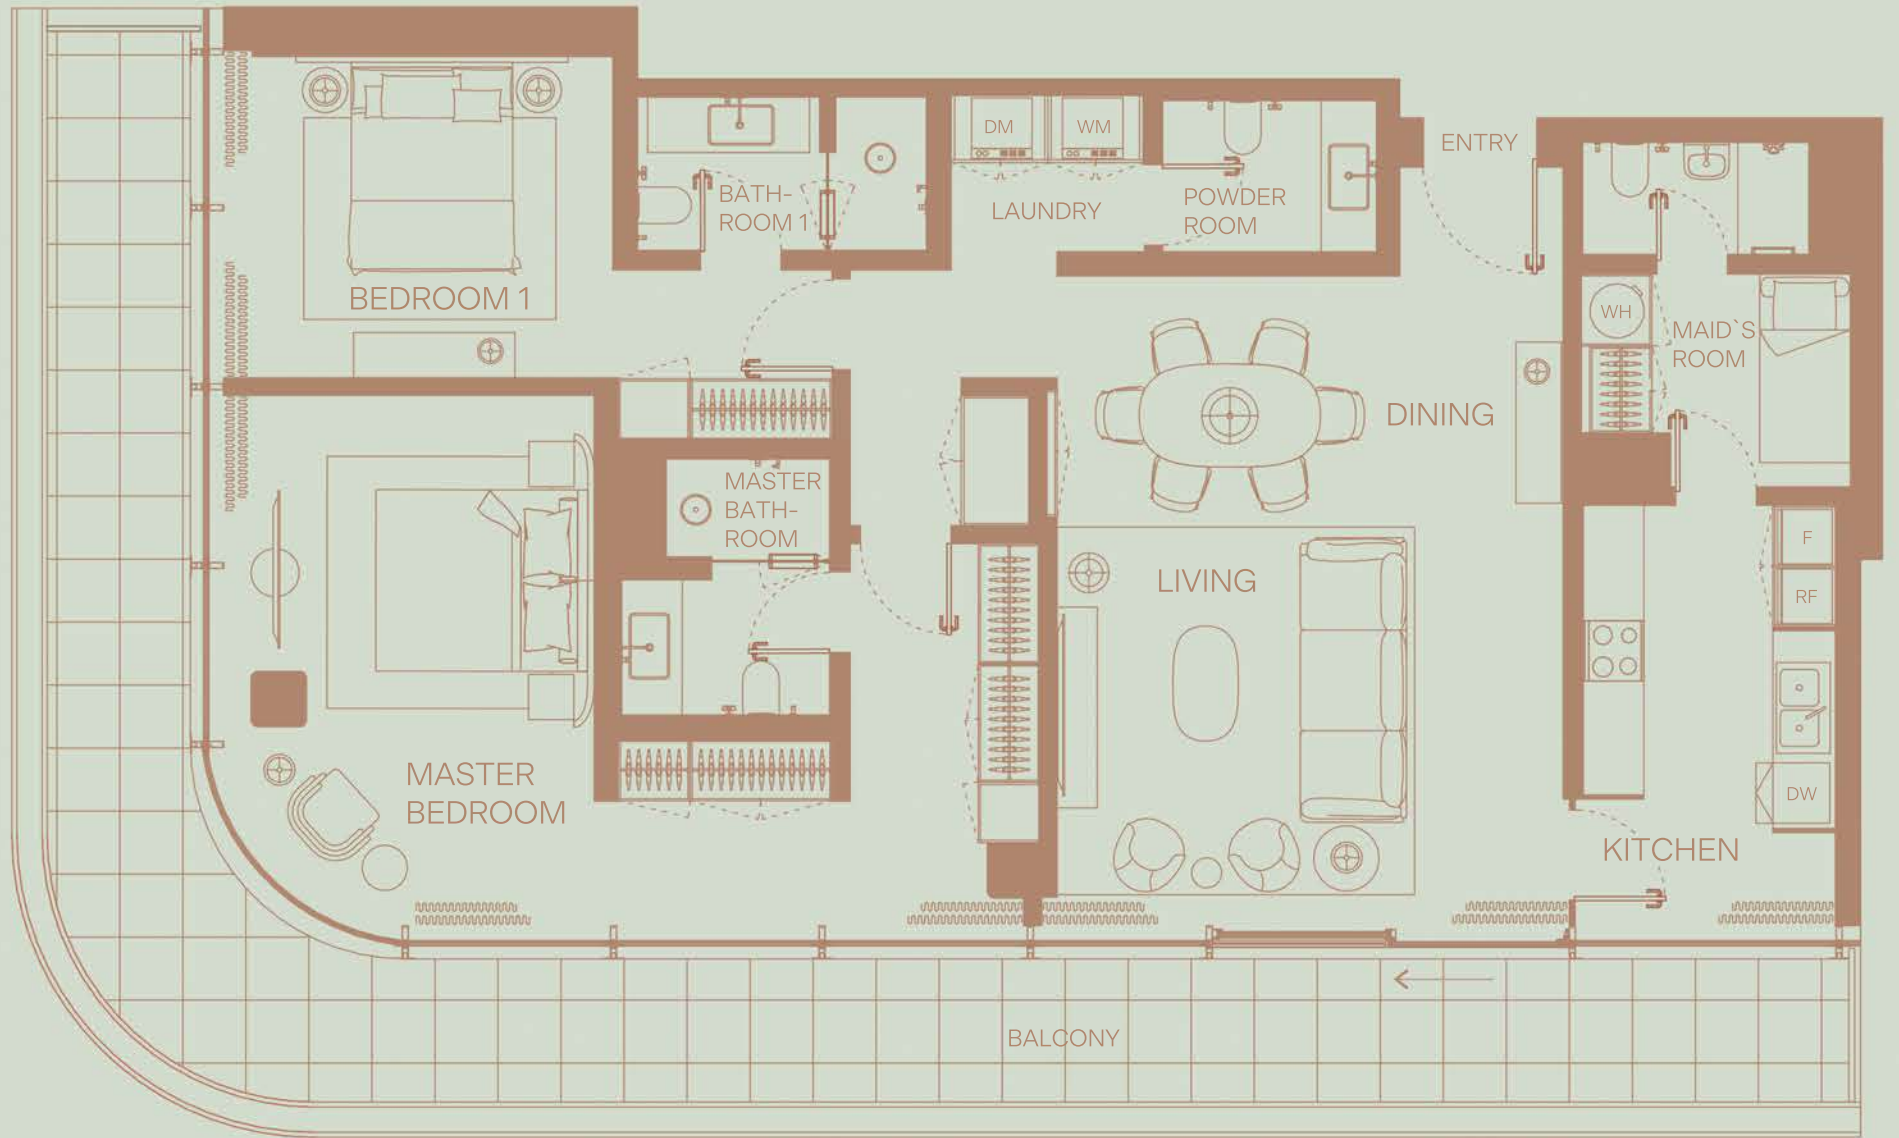 DM
WM
ENTRY
BATH-
ROOM 1
LAUNDRY
POWDER
ROOM
BEDROOM 1
WH
MAID`S
ROOM
DINING
MASTER
BATH-
ROOM
F
LIVING
RF
MASTER
BEDROOM
DW
KITCHEN
BALCONY